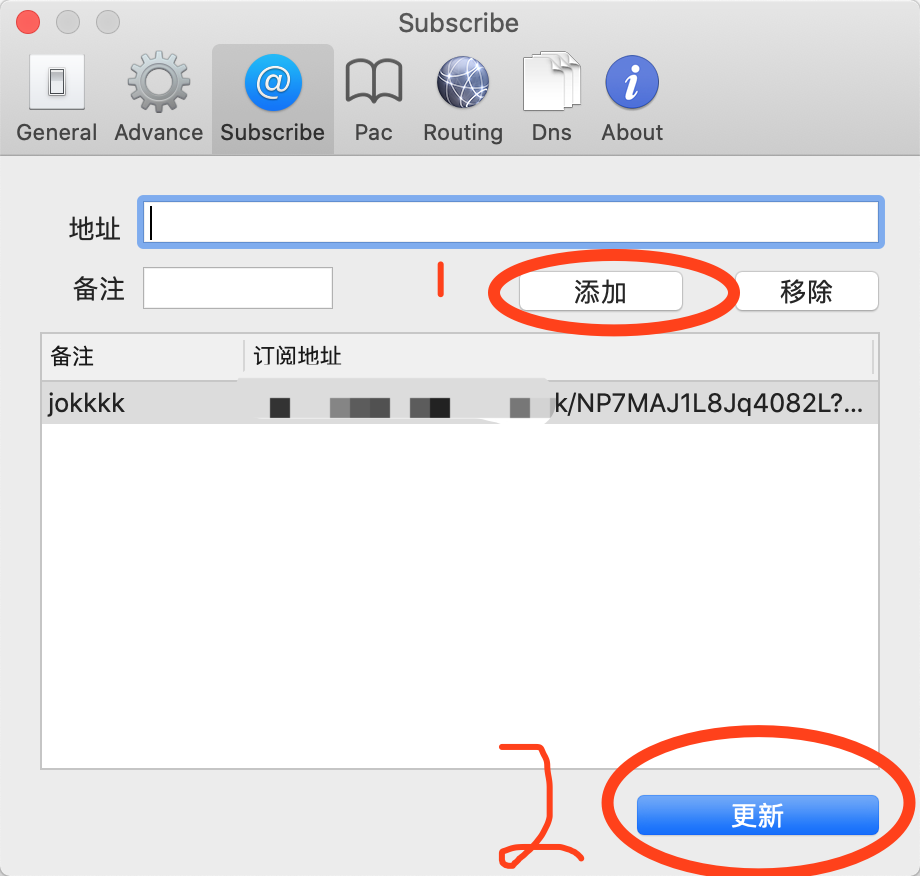 Subscribe
General Advance Subscribe Pac Routing Dns About
地址
备注 1 添加 移除
备注 订阅地址
jokkkk k/NP7MAJ1L8Jq4082L?...
2 更新